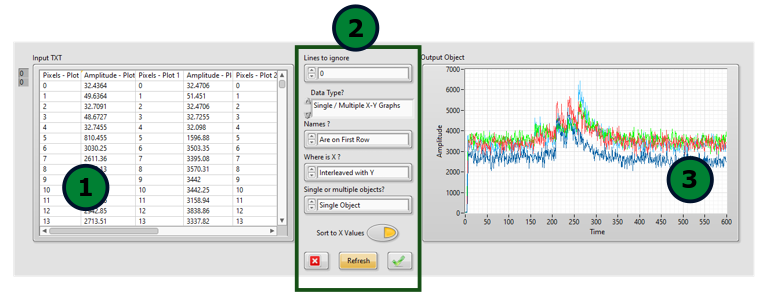 2
Input TXT
0
0
Pixels - Plot Amplitude - Plot Pixels - Plot 1 Amplitude - Pl Pixels - Plot 2
0 32.4364 0 32.4706 0
1 49.6364 1 51.451 1
2 32.7091 2 32.4706 2
3 48.6727 3 32.7255 3
4 32.7455 4 32.098 4
5 810.455 5 1596.88 5
6 3030.25 6 3503.35 6
7 2611.36 7 3395.08 7
8 8 3570.31 8
9 9 3442 9
10 10 3442.25 10
11 11 3158.94 11
12 12 3838.86 12
13 2713.51 13 3337.82 13
1
Lines to ignore
0
Data Type?
Single / Multiple X-Y Graphs
Names ?
Are on First Row
Where is X ?
Interleaved with Y
Single or multiple objects?
Single Object
Sort to X Values
Refresh
Output Object
Amplitude
7000
6000
5000
4000
3000
2000
1000
0
0 50 100 150 200 250 300 350 400 450 500 550 600
Time
3